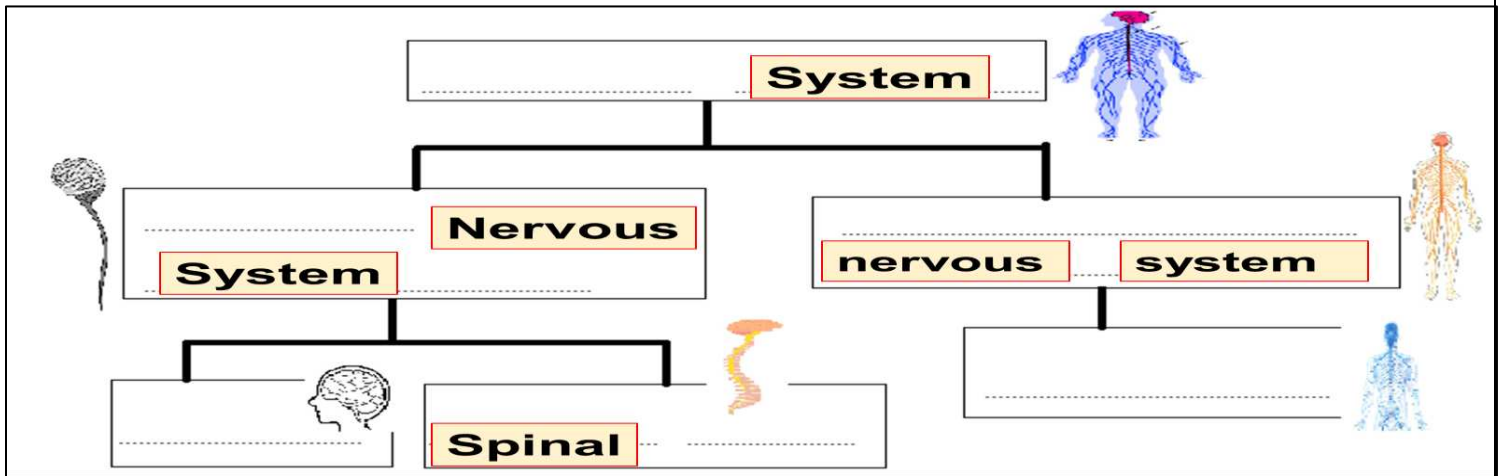 System
Nervous
System
nervous system
Spinal